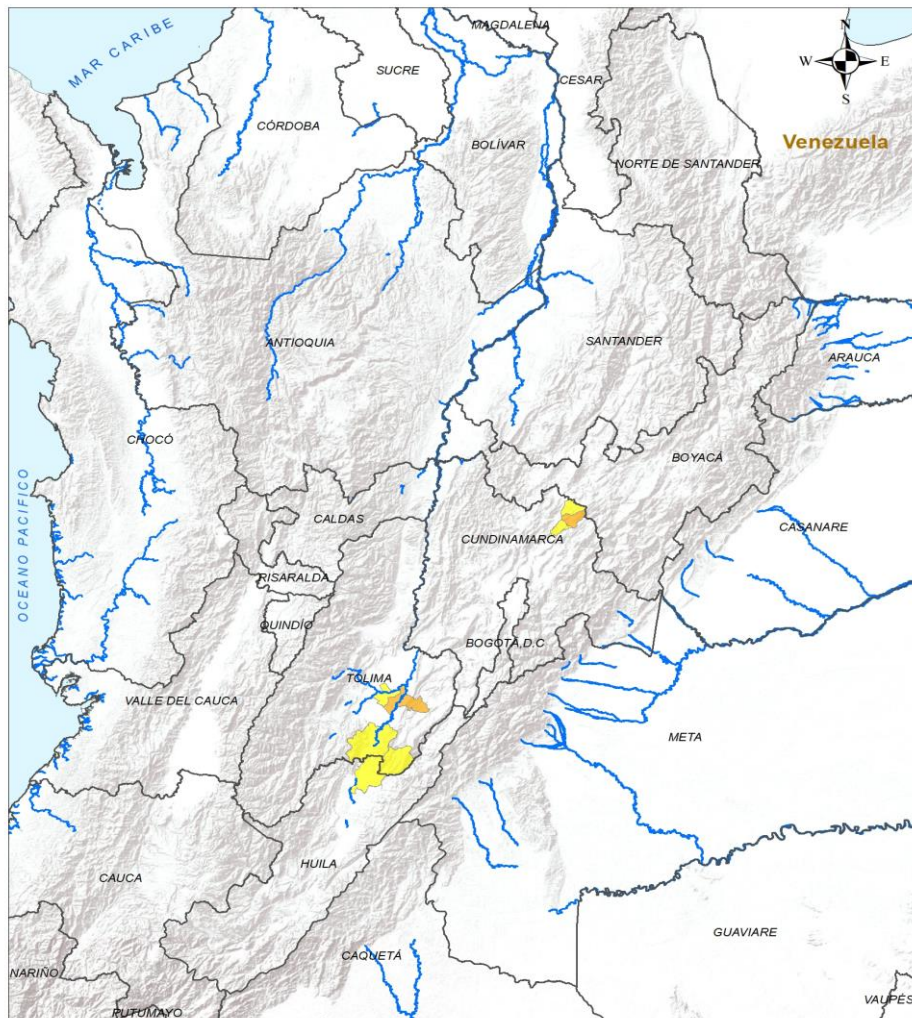 MAGDALENA
MAR CARIBE
N
W E
S
SUCRE
CESAR
CÓRDOBA
BOLÍVAR
Venezuela
NORTE DE SANTANDER
ANTIOQUIA
SANTANDER
ARAUCA
CHOCÓ
BOYACÁ
OCEANO PACIFICO
CALDAS
CASANARE
CUNDINAMARCA
RISARALDA
QUINDÍO
BOGOTÁ,D.C
TOLIMA
VALLE DEL CAUCA
META
HUILA
CAUCA
GUAVIARE
CAQUETÁ
NARIÑO
VAUPÉS
PUTUMAYO